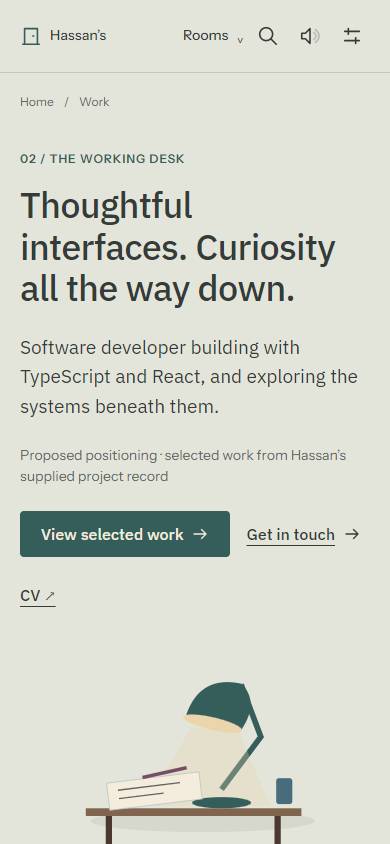 Hassan's
Rooms v
Home / Work
02 / THE WORKING DESK
Thoughtful
interfaces. Curiosity
all the way down.
Software developer building with
TypeScript and React, and exploring the
systems beneath them.
Proposed positioning · selected work from Hassan's
supplied project record
View selected work →
Get in touch →
CV ↗